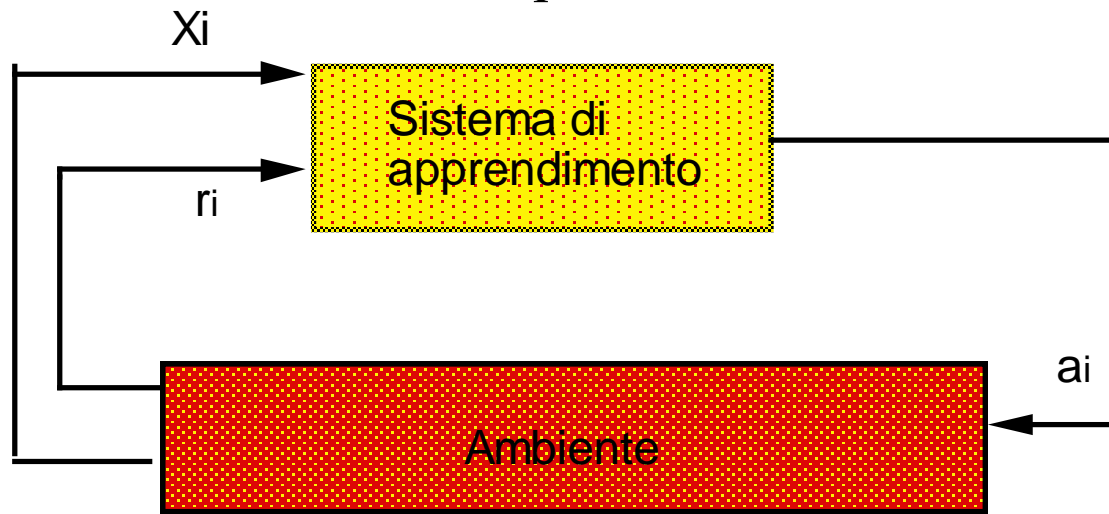 Xi
Sistema di
apprendimento
ri
ai
Ambiente